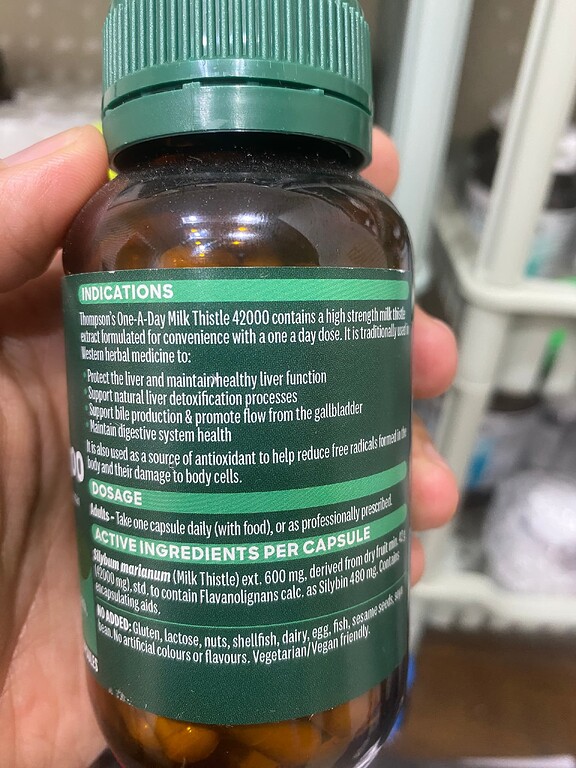 INDICATIONS
Thompson's One-A-Day Milk Thistle 42000 contains a high strength milk thistle
extract formulated for convenience with a one a day dose. It is traditionally used in
Western herbal medicine to:
• Protect the liver and maintain healthy liver function
• Support natural liver detoxification processes
• Support bile production & promote flow from the gallbladder
• Maintain digestive system health
It is also used as a source of antioxidant to help reduce free radicals formed in the
body and their damage to body cells.
DOSAGE
Adults – Take one capsule daily (with food), or as professionally prescribed.
ACTIVE INGREDIENTS PER CAPSULE
Silybum marianum (Milk Thistle) ext. 600 mg, derived from dry fruit min. 42 g
(42000 mg), std. to contain Flavanolignans calc. as Silybin 480 mg. Contains
encapsulating aids.
NO ADDED: Gluten, lactose, nuts, shellfish, dairy, egg, fish, sesame seeds, soya
bean. No artificial colours or flavours. Vegetarian/Vegan friendly.